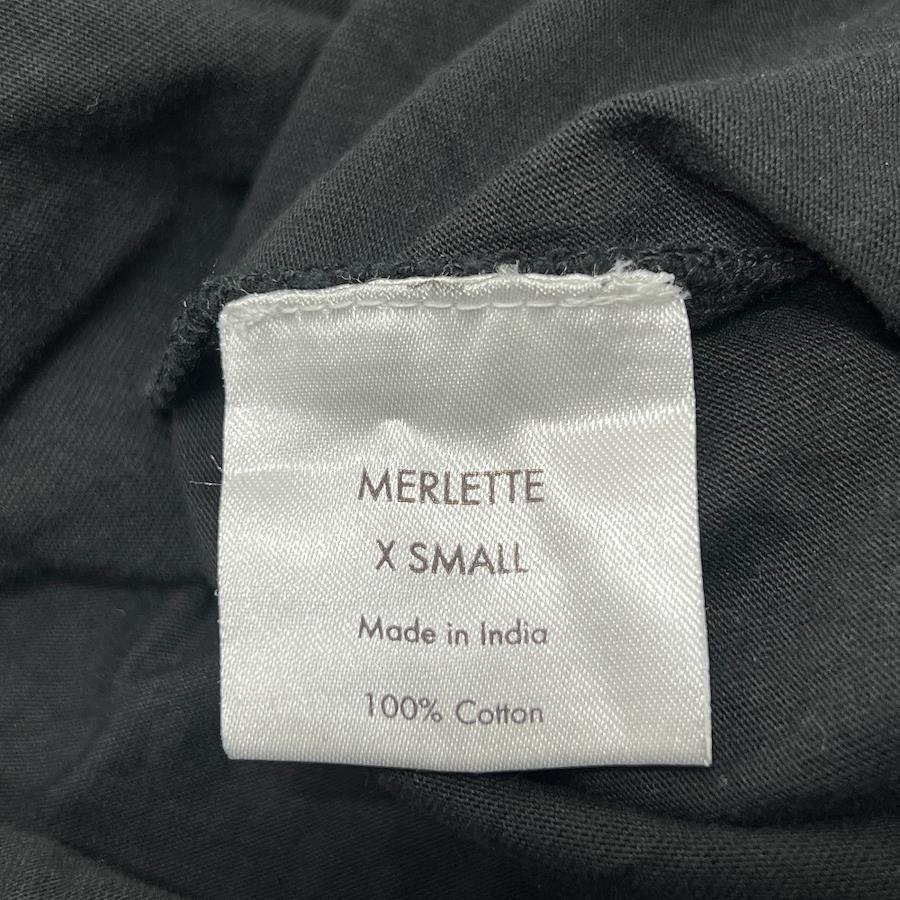 MERLETTE
X SMALL
Made in India
100% Cotton